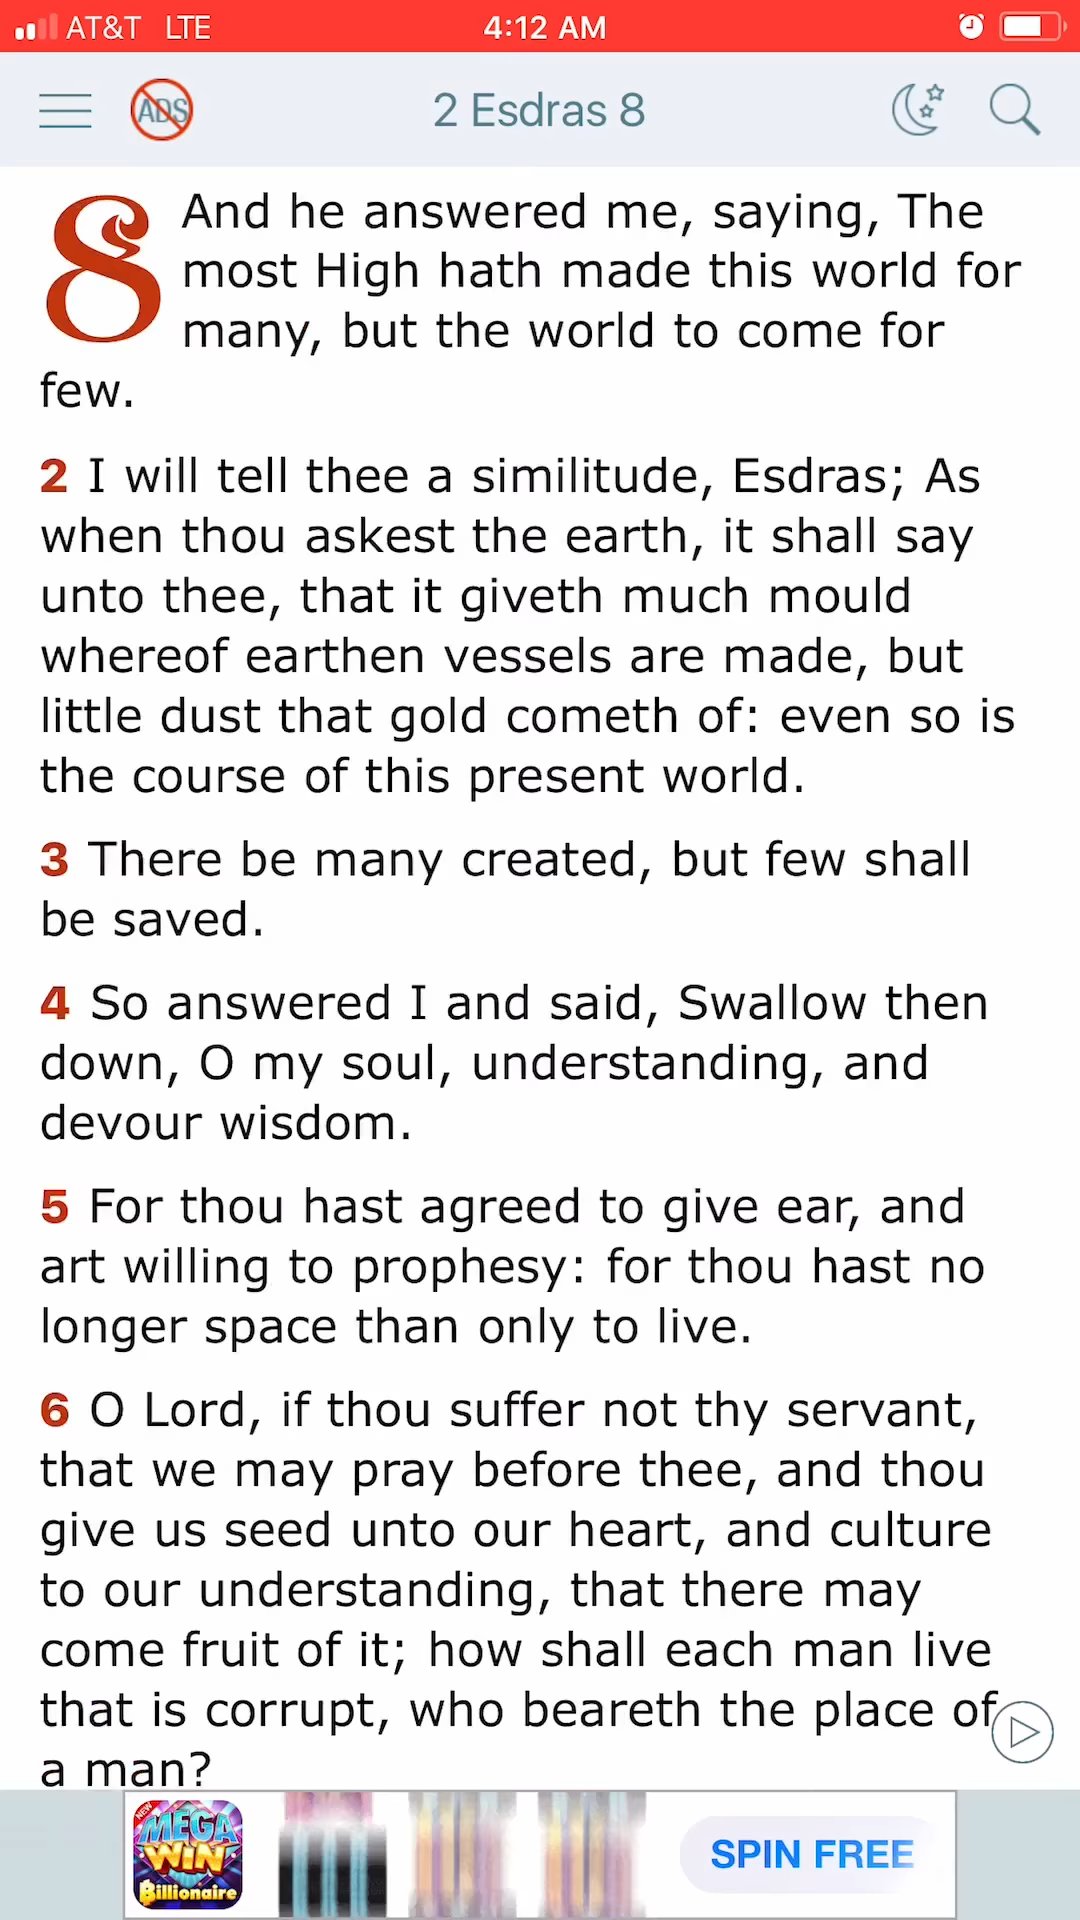 AT&T LTE 4:12 AM
ADS 2 Esdras 8
8 And he answered me, saying, The
most High hath made this world for
many, but the world to come for
few.
2 I will tell thee a similitude, Esdras; As
when thou askest the earth, it shall say
unto thee, that it giveth much mould
whereof earthen vessels are made, but
little dust that gold cometh of: even so is
the course of this present world.
3 There be many created, but few shall
be saved.
4 So answered I and said, Swallow then
down, O my soul, understanding, and
devour wisdom.
5 For thou hast agreed to give ear, and
art willing to prophesy: for thou hast no
longer space than only to live.
6 O Lord, if thou suffer not thy servant,
that we may pray before thee, and thou
give us seed unto our heart, and culture
to our understanding, that there may
come fruit of it; how shall each man live
that is corrupt, who beareth the place of
a man?
NEW
MEGA
WIN
Billionaire
SPIN FREE